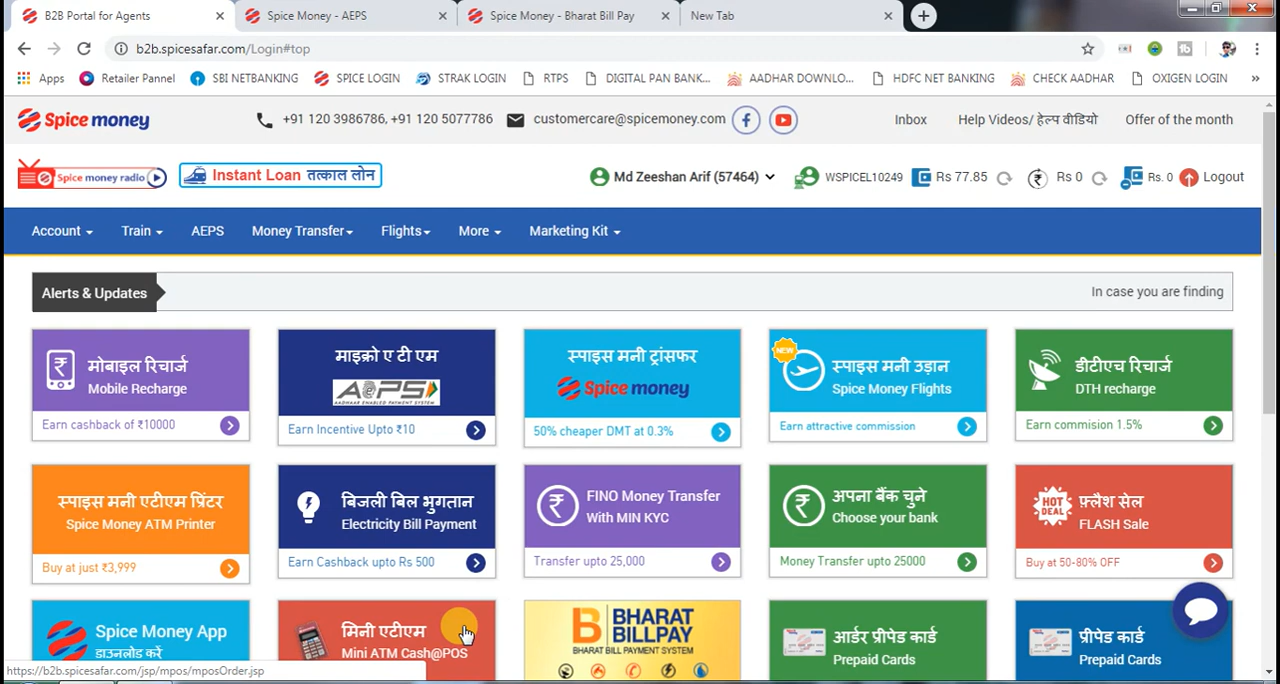 B2B Portal for Agents
Spice Money - AEPS
Spice Money - Bharat Bill Pay
New Tab
b2b.spicesafar.com/Login#top
Apps
Retailer Pannel
SBI NETBANKING
SPICE LOGIN
STRAK LOGIN
RTPS
DIGITAL PAN BANK...
AADHAR DOWNLO...
HDFC NET BANKING
CHECK AADHAR
OXIGEN LOGIN
»
Spice money
+91 120 3986786, +91 120 5077786
customercare@spicemoney.com
Inbox
Help Videos/ हेल्प वीडियो
Offer of the month
Spice money radio
Instant Loan तत्काल लोन
Md Zeeshan Arif (57464)
WSPICEL10249
Rs 77.85
Rs 0
Rs. 0
Logout
Account
Train
AEPS
Money Transfer
Flights
More
Marketing Kit
Alerts & Updates
In case you are finding
मोबाइल रिचार्ज
Mobile Recharge
Earn cashback of ₹10000
माइक्रो ए टी एम
AePS
AADHAAR ENABLED PAYMENT SYSTEM
Earn Incentive Upto ₹10
स्पाइस मनी ट्रांसफर
Spice money
50% cheaper DMT at 0.3%
NEW
स्पाइस मनी उड़ान
Spice Money Flights
Earn attractive commission
डीटीएच रिचार्ज
DTH recharge
Earn commision 1.5%
स्पाइस मनी एटीएम प्रिंटर
Spice Money ATM Printer
Buy at just ₹3,999
बिजली बिल भुगतान
Electricity Bill Payment
Earn Cashback upto Rs 500
FINO Money Transfer
With MIN KYC
Transfer upto 25,000
अपना बैंक चुने
Choose your bank
Money Transfer upto 25000
HOT DEAL
फ़्लैश सेल
FLASH Sale
Buy at 50-80% OFF
Spice Money App
डाउनलोड करें
मिनी एटीएम
Mini ATM Cash@POS
BHARAT
BILLPAY
BHARAT BILL PAYMENT SYSTEM
आर्डर प्रीपेड कार्ड
Prepaid Cards
प्रीपेड कार्ड
Prepaid Cards
https://b2b.spicesafar.com/jsp/mpos/mposOrder.jsp